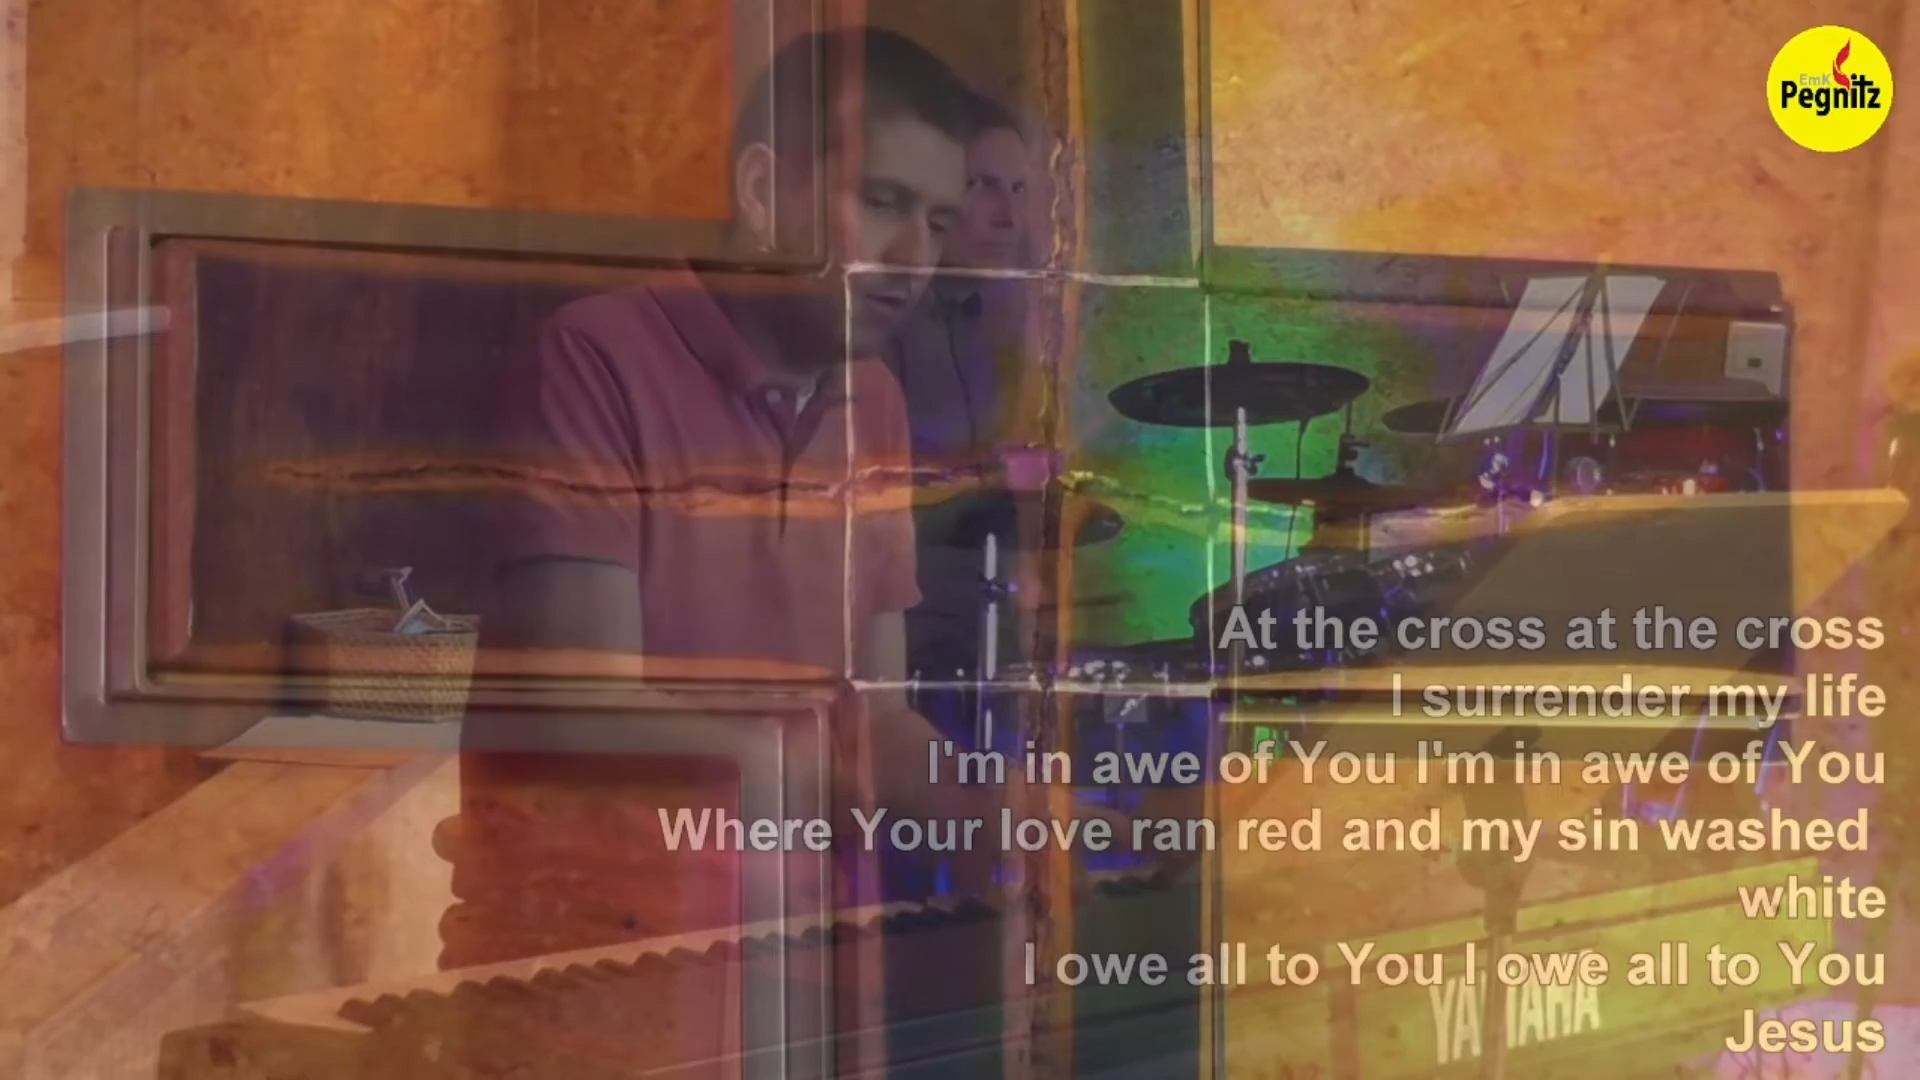 EmK
Pegnitz
At the cross at the cross
I surrender my life
I'm in awe of You I'm in awe of You
Where Your love ran red and my sin washed
white
I owe all to You I owe all to You
Jesus
YAMAHA